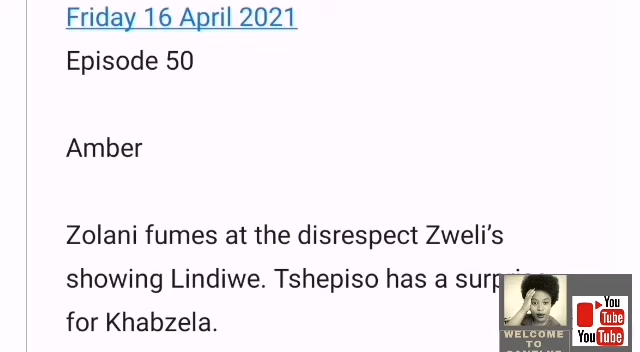 Friday 16 April 2021
Episode 50
Amber
Zolani fumes at the disrespect Zweli's
showing Lindiwe. Tshepiso has a
for Khabzela.
You
Tube
YouTube
WELCOME
TO